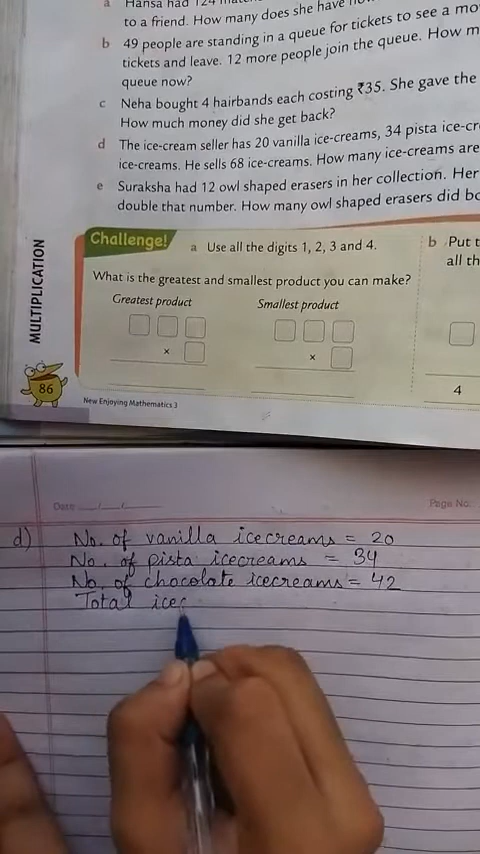 a Hansa had 124
to a friend. How many does she have
b 49 people are standing in a queue for tickets to see a
tickets and leave. 12 more people join the queue. How
queue now?
c Neha bought 4 hairbands each costing ₹35. She gave the
How much money did she get back?
d The ice-cream seller has 20 vanilla ice-creams, 34 pista
ice-creams. He sells 68 ice-creams. How many ice-creams are
e Suraksha had 12 owl shaped erasers in her collection. Her
double that number. How many owl shaped erasers did
Challenge! a Use all the digits 1, 2, 3 and 4.
What is the greatest and smallest product you can make?
Greatest product Smallest product
× ×
b Put
all
4
MULTIPLICATION
86
New Enjoying Mathematics 3
Date Page No.
d) No. of vanilla icecreams = 20
No. of pista icecreams = 34
No. of chocolate icecreams = 42
Total icec